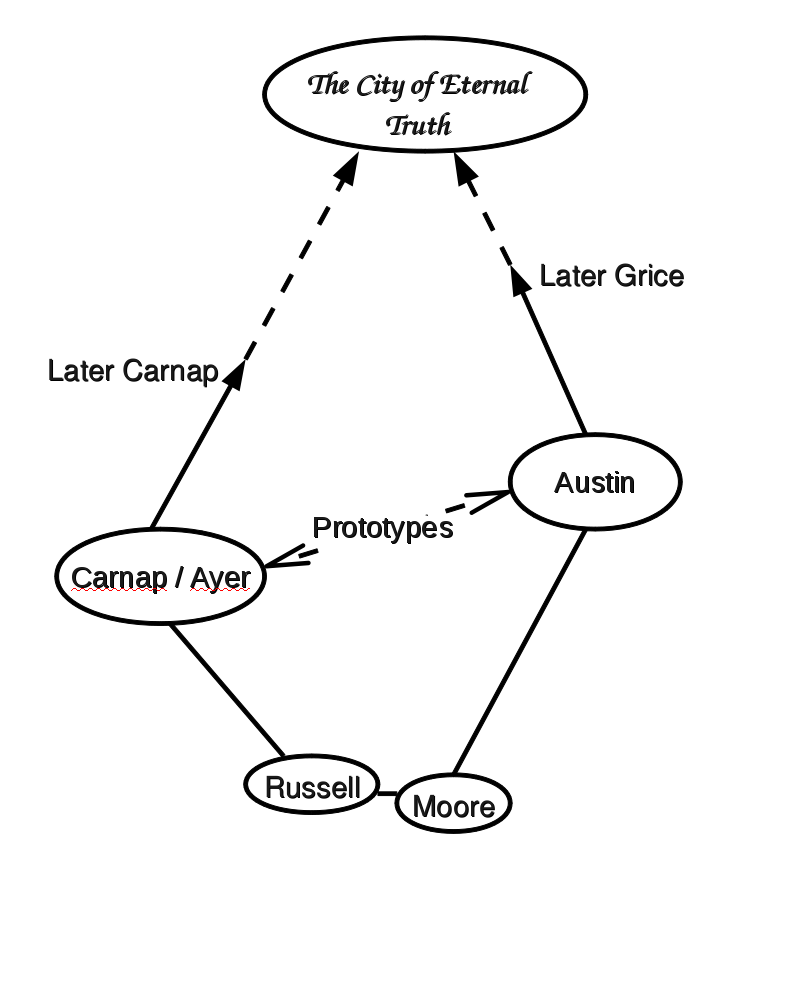 The City of Eternal
Truth
Later Grice
Later Carnap
Austin
Prototypes
Carnap / Ayer
Russell
Moore